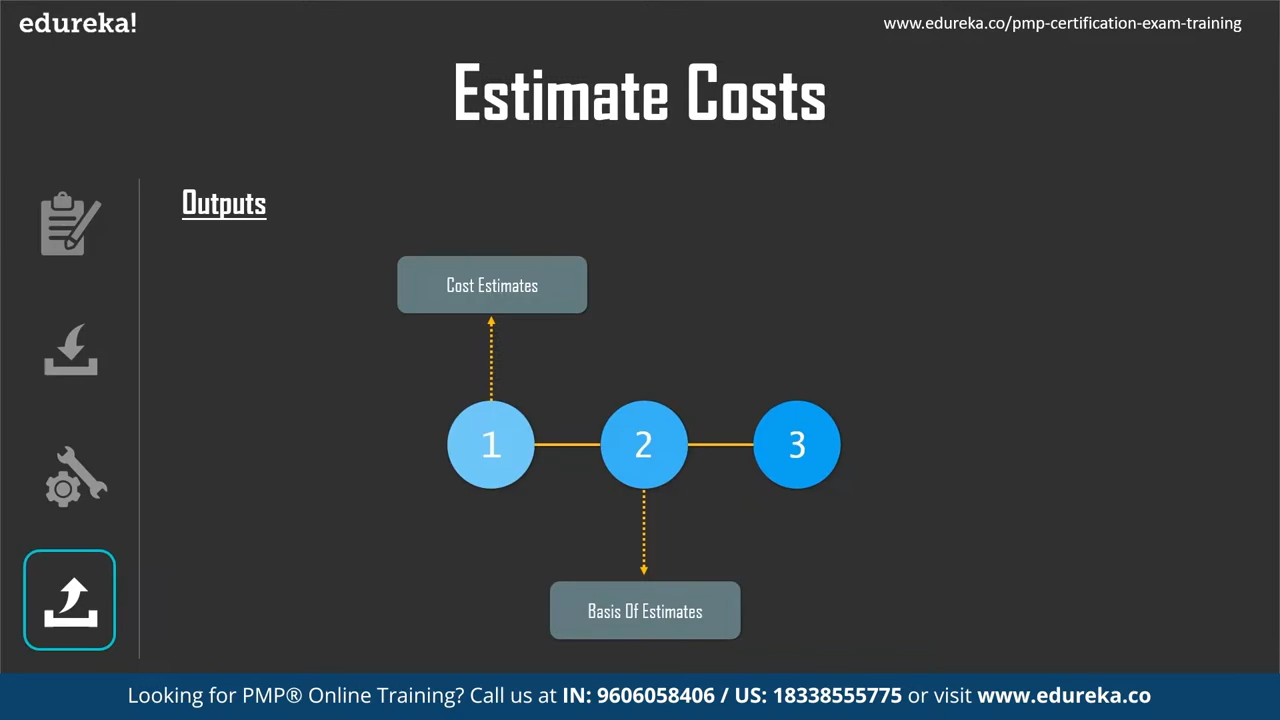 edureka!
www.edureka.co/pmp-certification-exam-training
Estimate Costs
Outputs
Cost Estimates
1
2
3
Basis Of Estimates
Looking for PMP® Online Training? Call us at IN: 9606058406 / US: 18338555775 or visit www.edureka.co